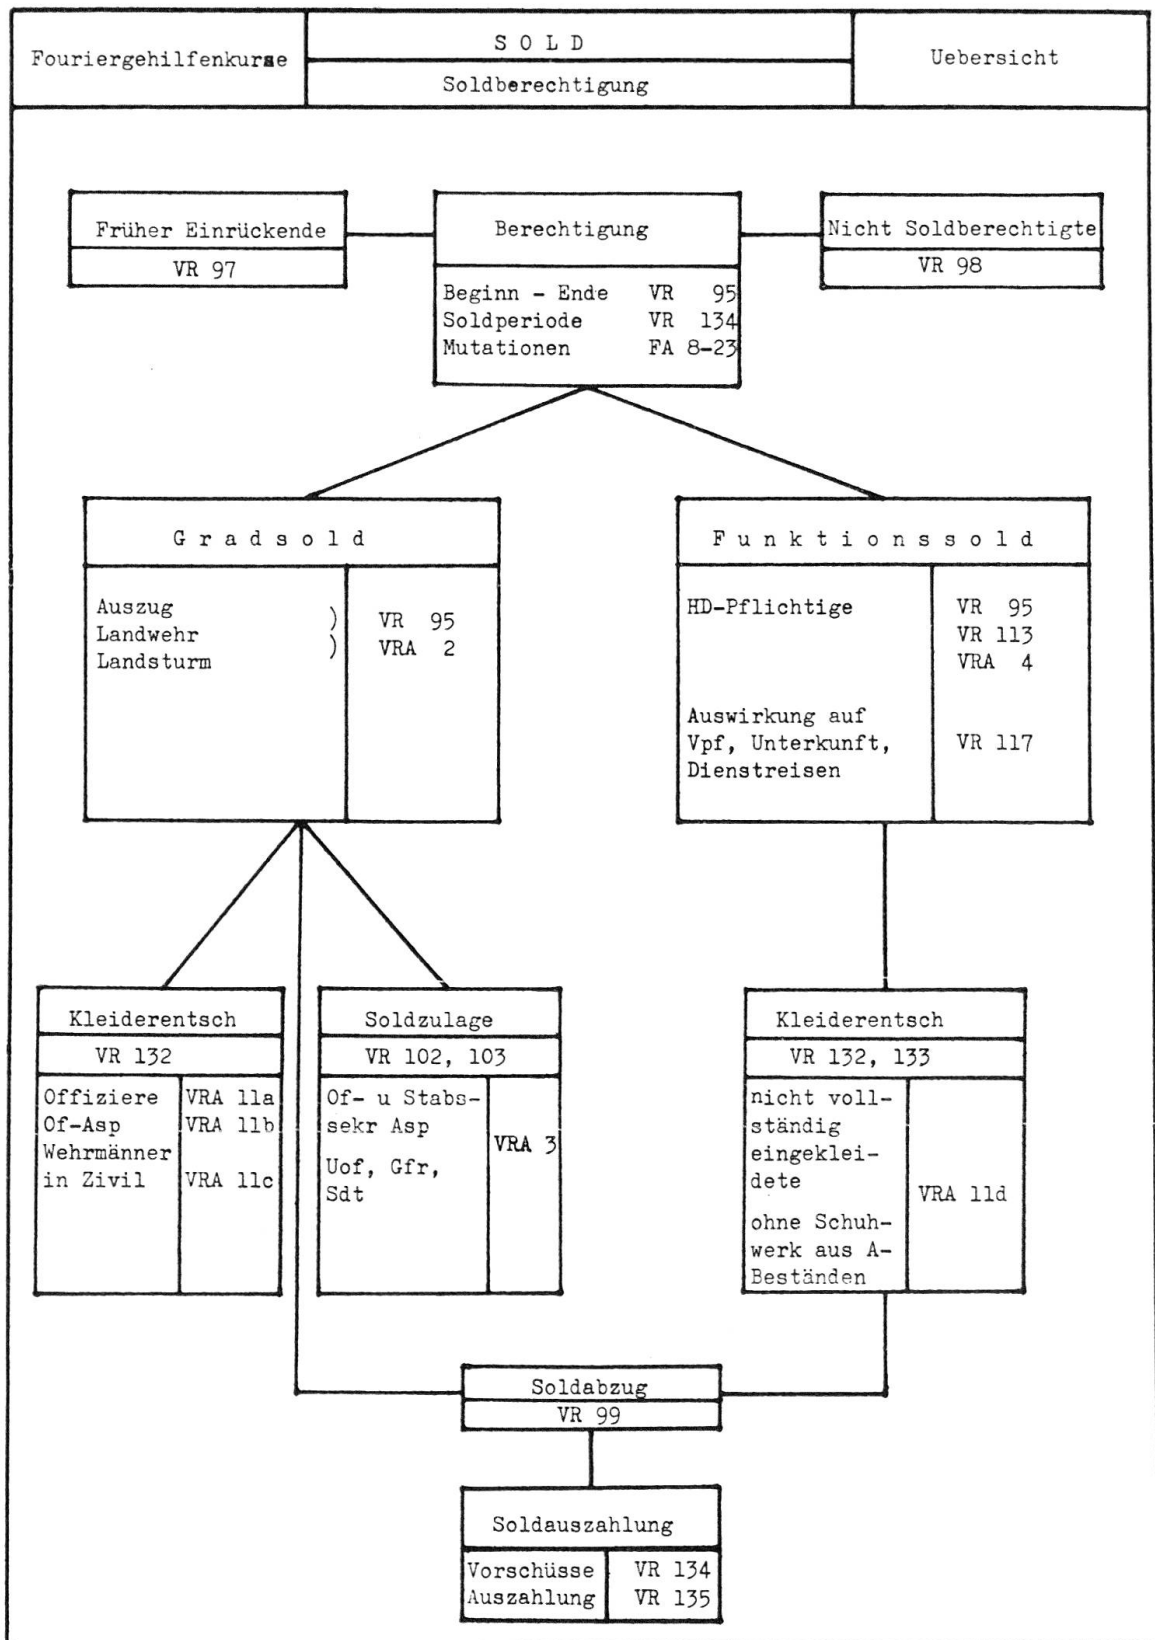 Fouriergehilfenkurse
S O L D
Soldberechtigung
Uebersicht
Früher Einrückende
VR 97
Berechtigung
Beginn - Ende VR 95
Soldperiode VR 134
Mutationen FA 8-23
Nicht Soldberechtigte
VR 98
G r a d s o l d
Auszug )
Landwehr )
Landsturm
VR 95
VRA 2
F u n k t i o n s s o l d
HD-Pflichtige VR 95
VR 113
VRA 4
Auswirkung auf
Vpf, Unterkunft, VR 117
Dienstreisen
Kleiderentsch
VR 132
Offiziere VRA 11a
Of-Asp VRA 11b
Wehrmänner
in Zivil VRA 11c
Soldzulage
VR 102, 103
Of- u Stabs-
sekr Asp
VRA 3
Uof, Gfr,
Sdt
Kleiderentsch
VR 132, 133
nicht voll-
ständig
eingeklei-
dete
VRA 11d
ohne Schuh-
werk aus A-
Beständen
Soldabzug
VR 99
Soldauszahlung
Vorschüsse VR 134
Auszahlung VR 135